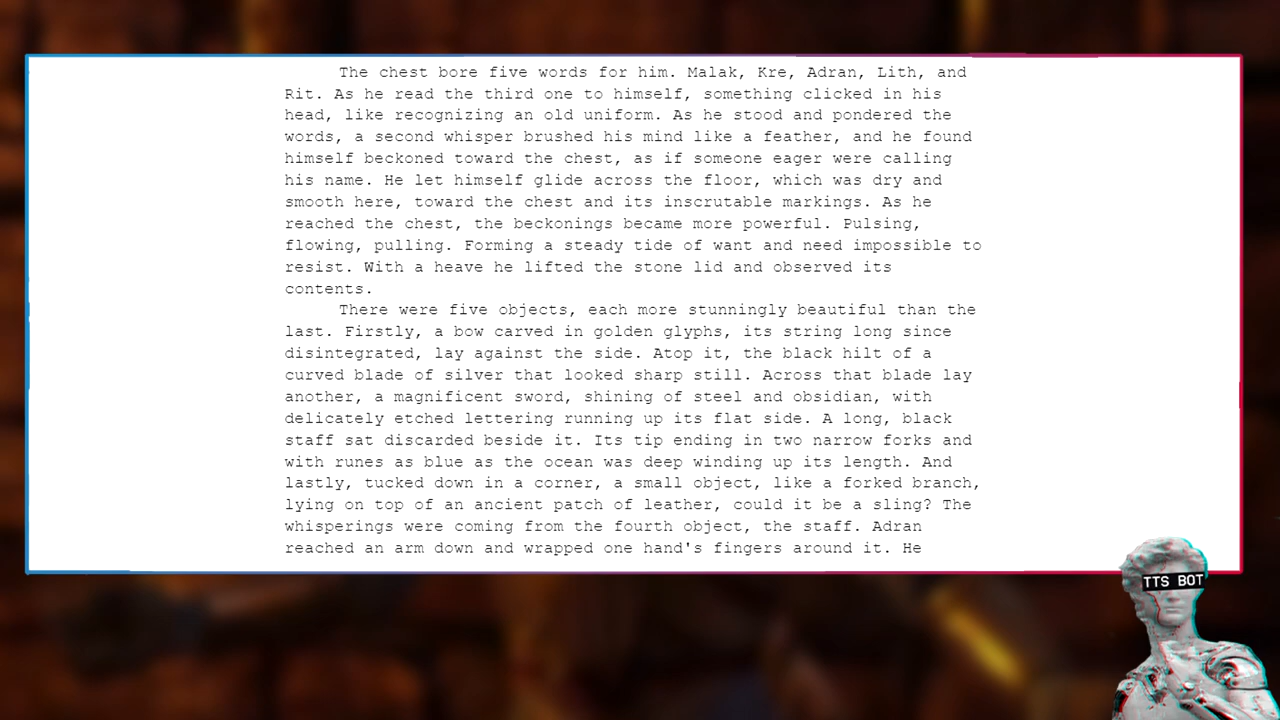 The chest bore five words for him. Malak, Kre, Adran, Lith, and
Rit. As he read the third one to himself, something clicked in his
head, like recognizing an old uniform. As he stood and pondered the
words, a second whisper brushed his mind like a feather, and he found
himself beckoned toward the chest, as if someone eager were calling
his name. He let himself glide across the floor, which was dry and
smooth here, toward the chest and its inscrutable markings. As he
reached the chest, the beckonings became more powerful. Pulsing,
flowing, pulling. Forming a steady tide of want and need impossible to
resist. With a heave he lifted the stone lid and observed its
contents.
There were five objects, each more stunningly beautiful than the
last. Firstly, a bow carved in golden glyphs, its string long since
disintegrated, lay against the side. Atop it, the black hilt of a
curved blade of silver that looked sharp still. Across that blade lay
another, a magnificent sword, shining of steel and obsidian, with
delicately etched lettering running up its flat side. A long, black
staff sat discarded beside it. Its tip ending in two narrow forks and
with runes as blue as the ocean was deep winding up its length. And
lastly, tucked down in a corner, a small object, like a forked branch,
lying on top of an ancient patch of leather, could it be a sling? The
whisperings were coming from the fourth object, the staff. Adran
reached an arm down and wrapped one hand's fingers around it. He
TTS BOT